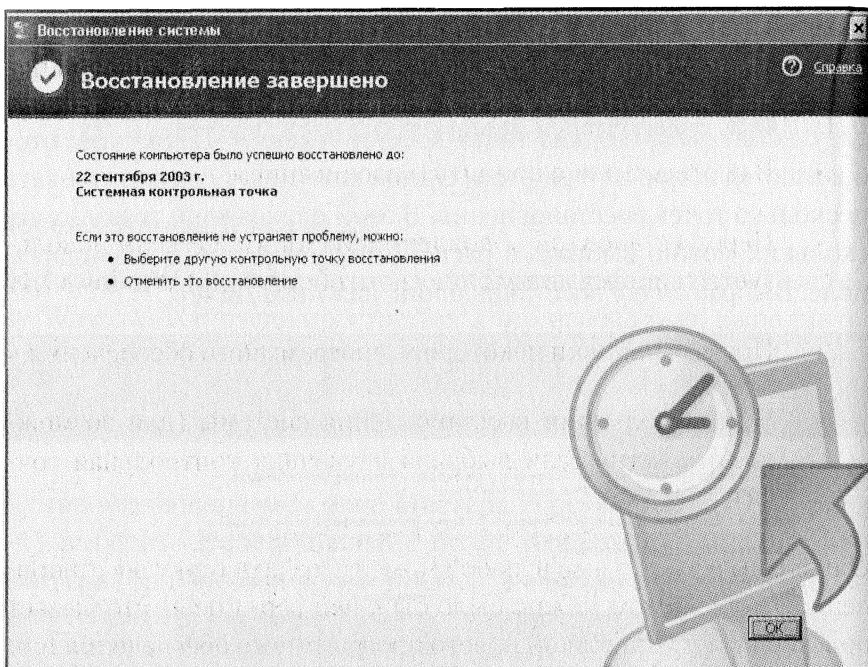 Восстановление системы
Восстановление завершено
Справка
Состояние компьютера было успешно восстановлено до:
22 сентября 2003 г.
Системная контрольная точка
Если это восстановление не устраняет проблему, можно:
• Выберите другую контрольную точку восстановления
• Отменить это восстановление
OK